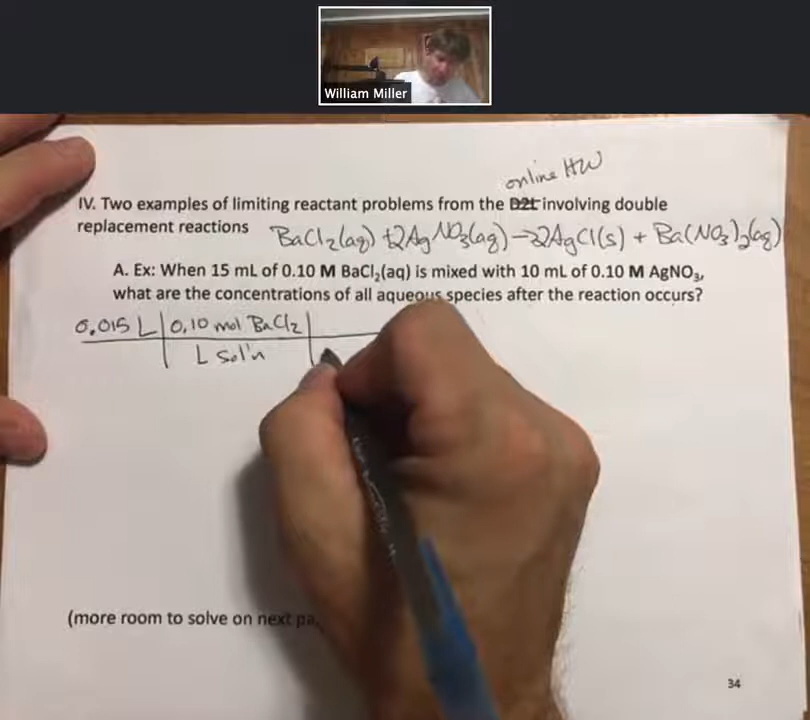 William Miller
online HW
IV. Two examples of limiting reactant problems from the D2L involving double
replacement reactions BaCl₂(aq) + 2AgNO₃(aq) → 2AgCl(s) + Ba(NO₃)₂(aq)
A. Ex: When 15 mL of 0.10 M BaCl₂(aq) is mixed with 10 mL of 0.10 M AgNO₃,
what are the concentrations of all aqueous species after the reaction occurs?
0.015 L | 0.10 mol BaCl₂ |
L sol'n
(more room to solve on next
34